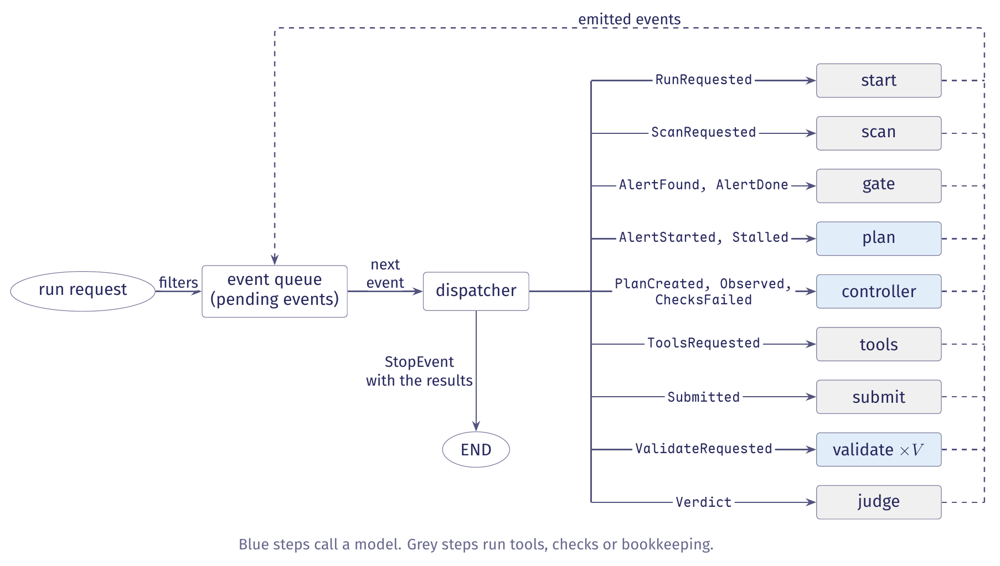 emitted events
RunRequested
start
ScanRequested
scan
AlertFound, AlertDone
gate
AlertStarted, Stalled
plan
run request
filters
event queue
(pending events)
next
event
dispatcher
PlanCreated, Observed,
ChecksFailed
controller
ToolsRequested
tools
StopEvent
with the results
Submitted
submit
END
ValidateRequested
validate ×V
Verdict
judge
Blue steps call a model. Grey steps run tools, checks or bookkeeping.